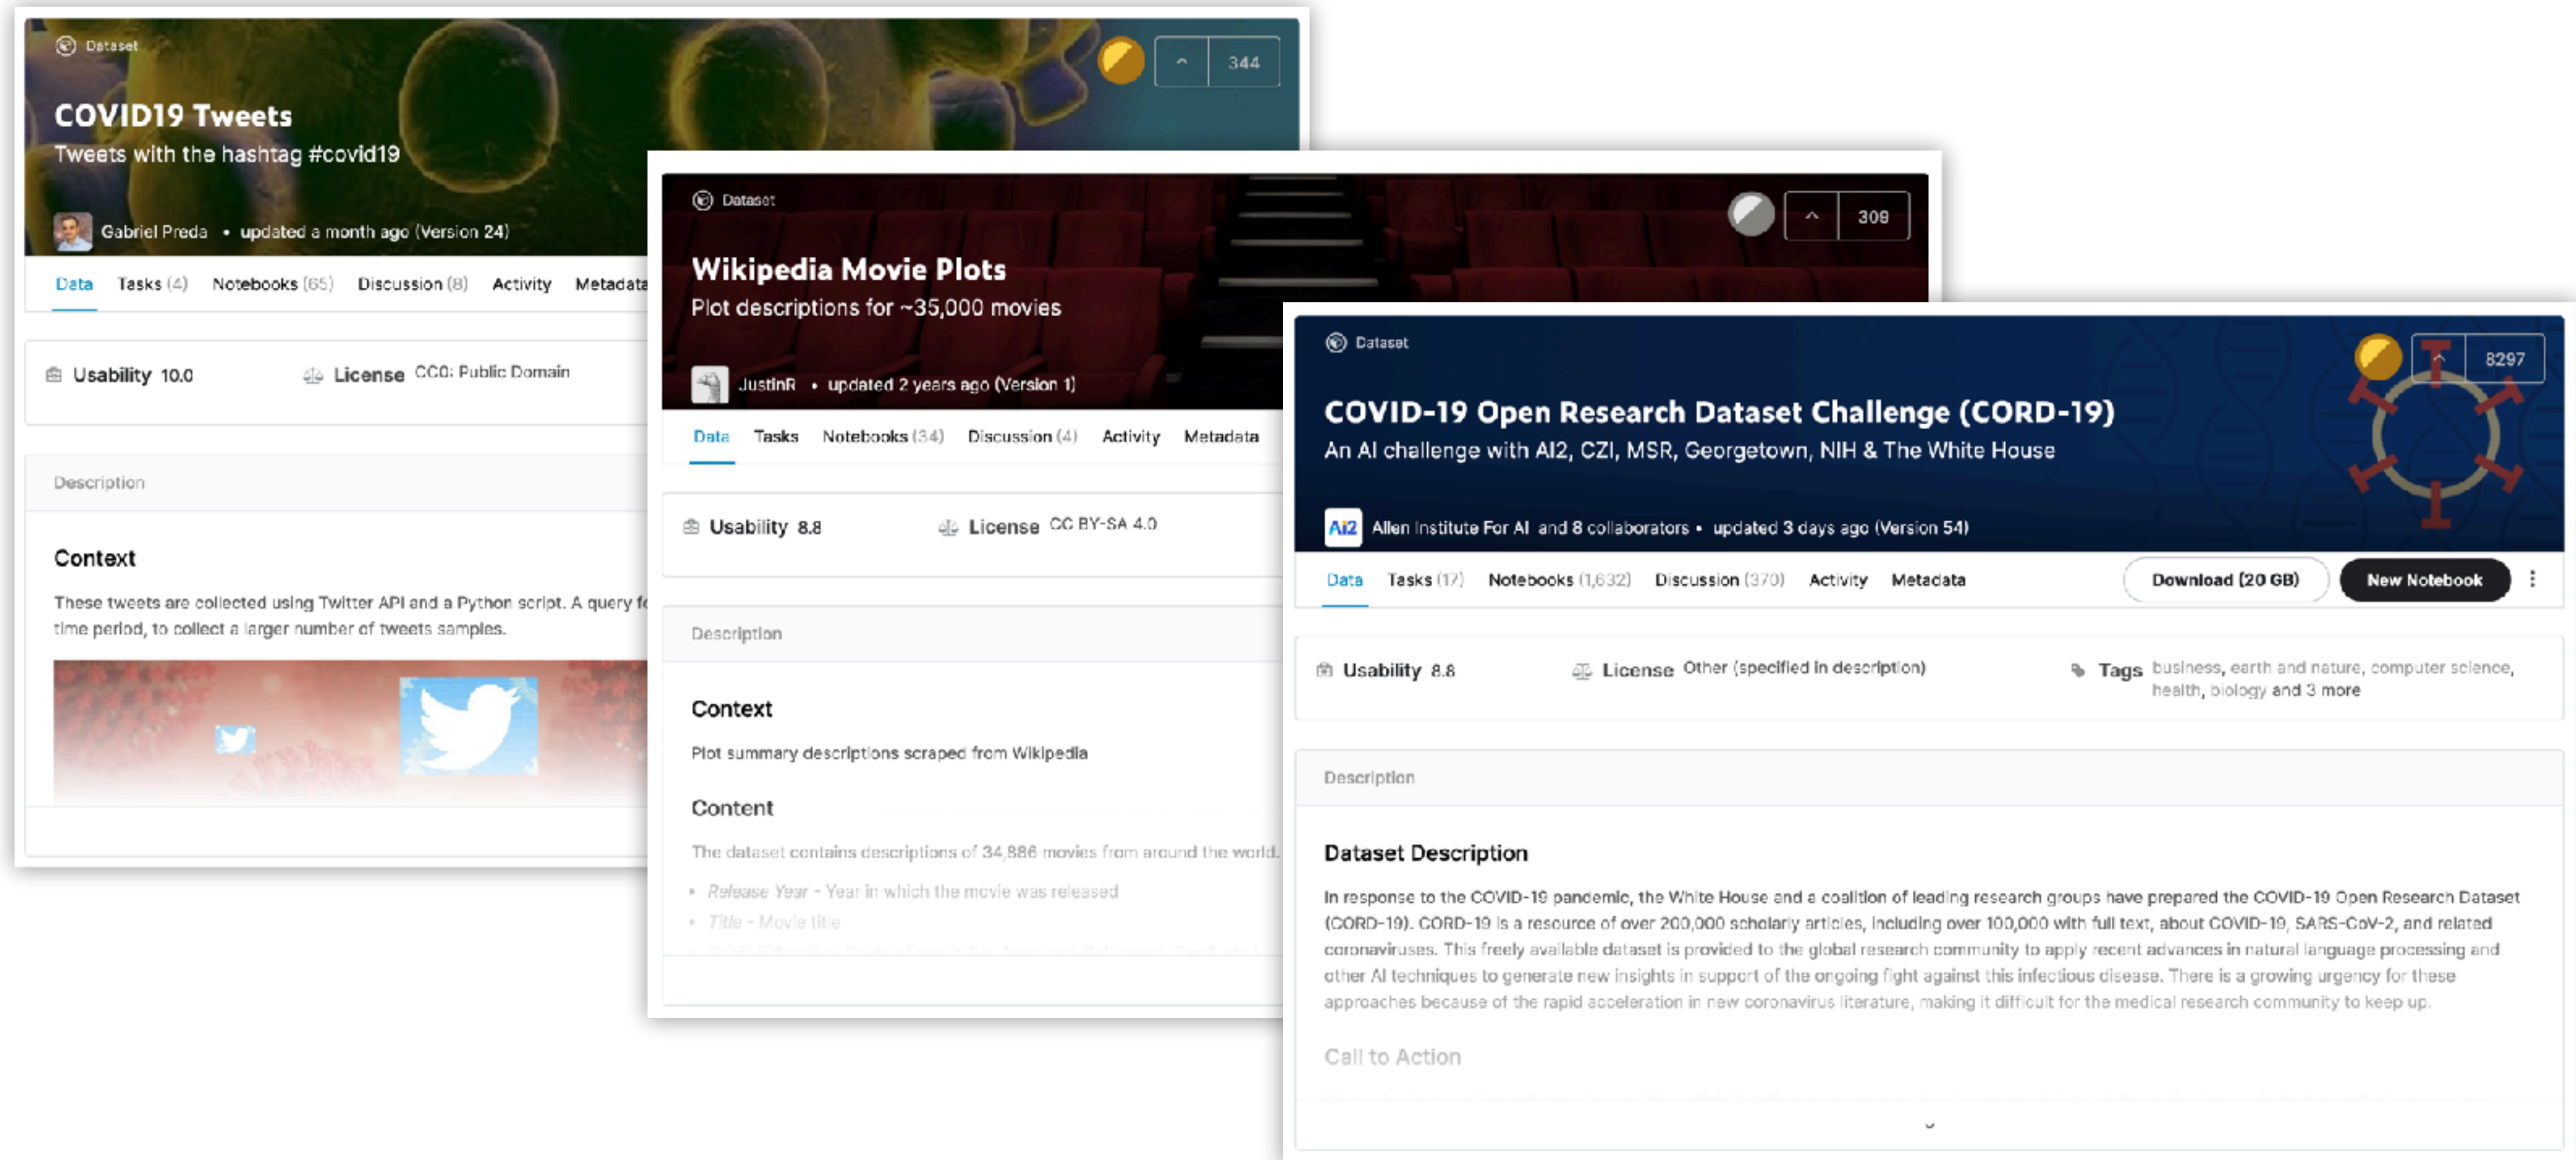 Dataset
344
COVID19 Tweets
Tweets with the hashtag #covid19
Gabriel Preda • updated a month ago (Version 24)
Data Tasks (4) Notebooks (65) Discussion (8) Activity Metadata
Usability 10.0 License CC0: Public Domain
Description
Context
These tweets are collected using Twitter API and a Python script. A query
time period, to collect a larger number of tweets samples.
Dataset
309
Wikipedia Movie Plots
Plot descriptions for ~35,000 movies
JustinR • updated 2 years ago (Version 1)
Data Tasks Notebooks (34) Discussion (4) Activity Metadata
Usability 8.8 License CC BY-SA 4.0
Description
Context
Plot summary descriptions scraped from Wikipedia
Content
The dataset contains descriptions of 34,886 movies from around the world.
• Release Year - Year in which the movie was released
• Title - Movie title
Dataset
8297
COVID-19 Open Research Dataset Challenge (CORD-19)
An AI challenge with AI2, CZI, MSR, Georgetown, NIH & The White House
AI2 Allen Institute For AI and 8 collaborators • updated 3 days ago (Version 54)
Data Tasks (17) Notebooks (1,632) Discussion (370) Activity Metadata Download (20 GB) New Notebook
Usability 8.8 License Other (specified in description) Tags business, earth and nature, computer science,
health, biology and 3 more
Description
Dataset Description
In response to the COVID-19 pandemic, the White House and a coalition of leading research groups have prepared the COVID-19 Open Research Dataset
(CORD-19). CORD-19 is a resource of over 200,000 scholarly articles, including over 100,000 with full text, about COVID-19, SARS-CoV-2, and related
coronaviruses. This freely available dataset is provided to the global research community to apply recent advances in natural language processing and
other AI techniques to generate new insights in support of the ongoing fight against this infectious disease. There is a growing urgency for these
approaches because of the rapid acceleration in new coronavirus literature, making it difficult for the medical research community to keep up.
Call to Action